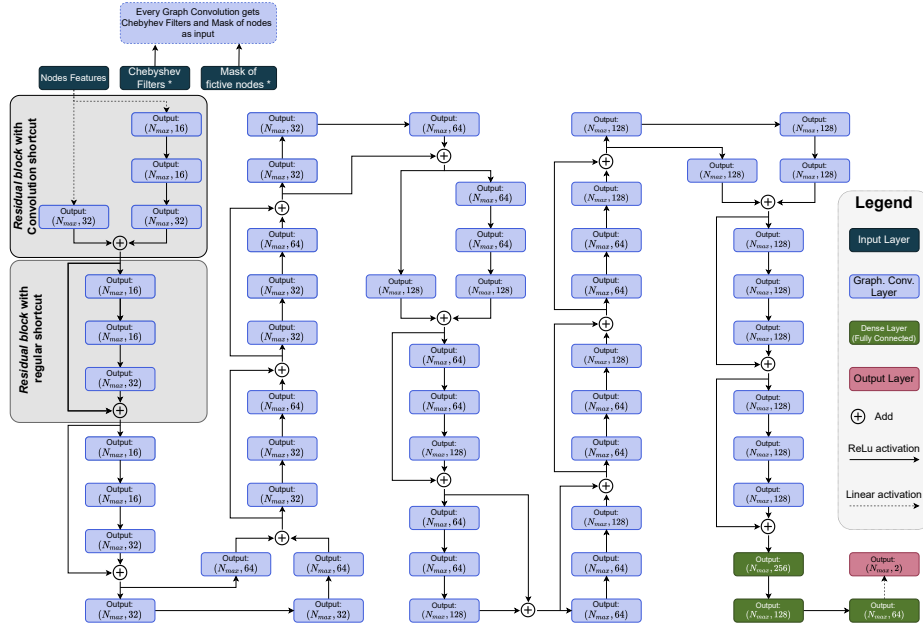 Every Graph Convolution gets
Chebyhev Filters and Mask of nodes
as input
Nodes Features
Chebyshev
Filters *
Mask of
fictive nodes *
Residual block with
Convolution shortcut
Output:
(N_max, 16)
Output:
(N_max, 16)
Output:
(N_max, 32)
Output:
(N_max, 32)
Residual block with
regular shortcut
Output:
(N_max, 16)
Output:
(N_max, 16)
Output:
(N_max, 32)
Output:
(N_max, 16)
Output:
(N_max, 16)
Output:
(N_max, 32)
Output:
(N_max, 32)
Output:
(N_max, 32)
Output:
(N_max, 32)
Output:
(N_max, 64)
Output:
(N_max, 32)
Output:
(N_max, 32)
Output:
(N_max, 64)
Output:
(N_max, 32)
Output:
(N_max, 32)
Output:
(N_max, 64)
Output:
(N_max, 64)
Output:
(N_max, 32)
Output:
(N_max, 64)
Output:
(N_max, 64)
Output:
(N_max, 64)
Output:
(N_max, 128)
Output:
(N_max, 128)
Output:
(N_max, 64)
Output:
(N_max, 64)
Output:
(N_max, 128)
Output:
(N_max, 64)
Output:
(N_max, 64)
Output:
(N_max, 128)
Output:
(N_max, 128)
Output:
(N_max, 128)
Output:
(N_max, 64)
Output:
(N_max, 64)
Output:
(N_max, 128)
Output:
(N_max, 64)
Output:
(N_max, 64)
Output:
(N_max, 128)
Output:
(N_max, 64)
Output:
(N_max, 64)
Output:
(N_max, 128)
Output:
(N_max, 128)
Output:
(N_max, 128)
Output:
(N_max, 128)
Output:
(N_max, 128)
Output:
(N_max, 128)
Output:
(N_max, 128)
Output:
(N_max, 128)
Output:
(N_max, 128)
Output:
(N_max, 256)
Output:
(N_max, 2)
Output:
(N_max, 128)
Output:
(N_max, 64)
Legend
Input Layer
Graph. Conv.
Layer
Dense Layer
(Fully Connected)
Output Layer
Add
ReLu activation
Linear activation